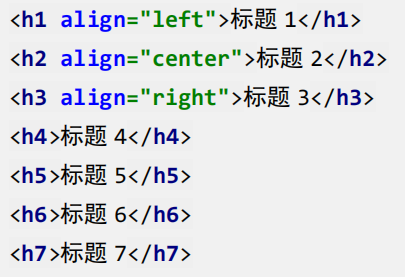 <h1 align="left">标题 1</h1>
<h2 align="center">标题 2</h2>
<h3 align="right">标题 3</h3>
<h4>标题 4</h4>
<h5>标题 5</h5>
<h6>标题 6</h6>
<h7>标题 7</h7>